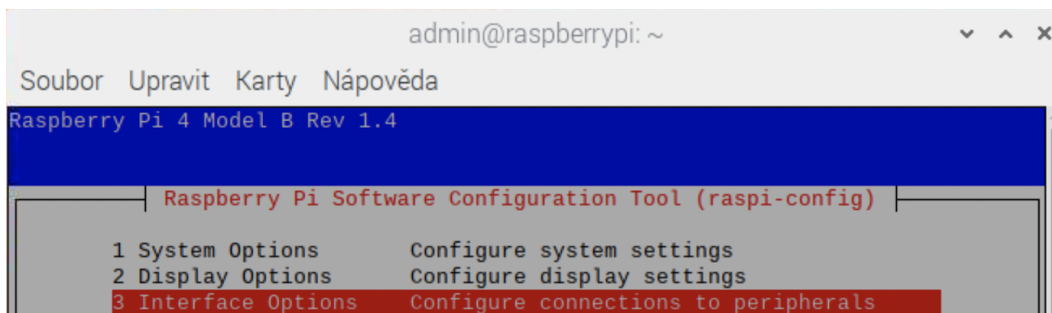 admin@raspberrypi: ~
Soubor Upravit Karty Nápověda
Raspberry Pi 4 Model B Rev 1.4
Raspberry Pi Software Configuration Tool (raspi-config)
1 System Options Configure system settings
2 Display Options Configure display settings
3 Interface Options Configure connections to peripherals